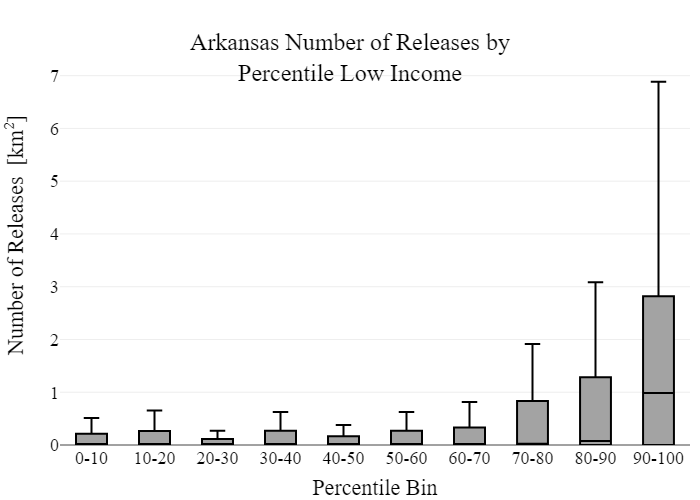 Arkansas Number of Releases by
Percentile Low Income
Number of Releases [km²]
7
6
5
4
3
2
1
0
0-10 10-20 20-30 30-40 40-50 50-60 60-70 70-80 80-90 90-100
Percentile Bin